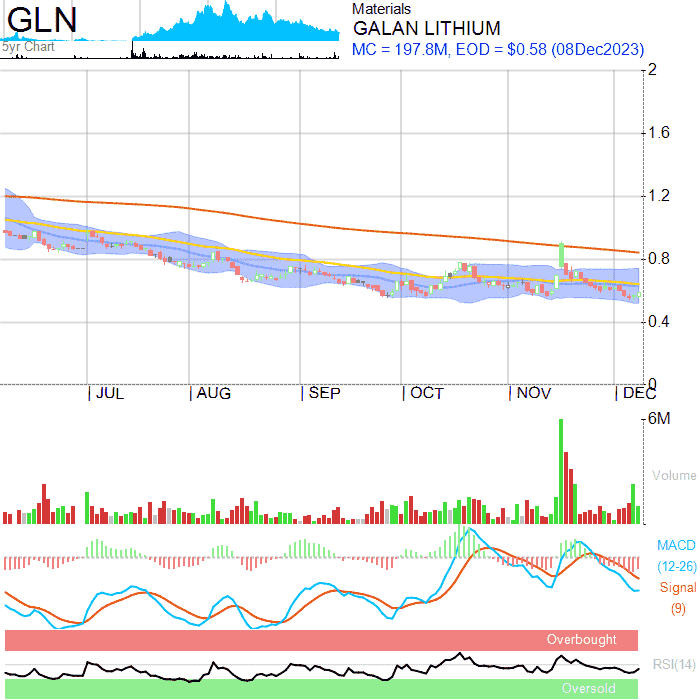 GLN
5yr Chart
Materials
GALAN LITHIUM
MC = 197.8M, EOD = $0.58 (08Dec2023)
2
1.6
1.2
0.8
0.4
0
JUL AUG SEP OCT NOV DEC
6M
Volume
MACD
(12-26)
Signal
(9)
Overbought
RSI(14)
Oversold